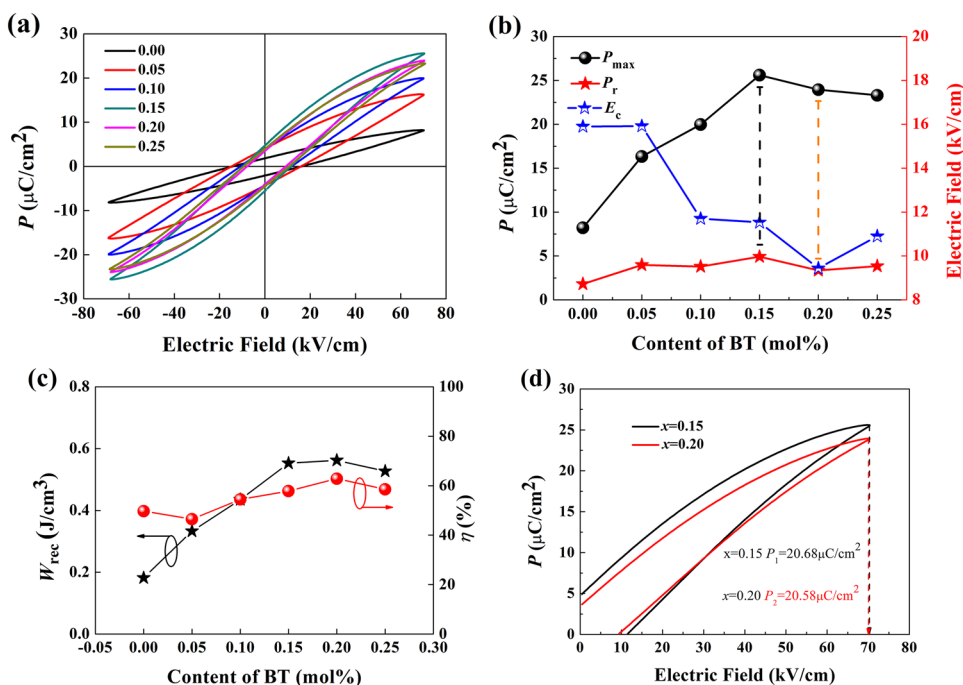 (a)
30
20
10
0
-10
-20
-30
P (μC/cm²)
0.00
0.05
0.10
0.15
0.20
0.25
-80 -60 -40 -20 0 20 40 60 80
Electric Field (kV/cm)
(b)
30
25
20
15
10
5
0
P (μC/cm²)
Pmax
Pr
Ec
20
18
16
14
12
10
8
Electric Field (kV/cm)
0.00 0.05 0.10 0.15 0.20 0.25
Content of BT (mol%)
(c)
0.8
0.6
0.4
0.2
0.0
Wrec (J/cm³)
100
80
60
40
20
0
η (%)
-0.05 0.00 0.05 0.10 0.15 0.20 0.25 0.30
Content of BT (mol%)
(d)
30
25
20
15
10
5
0
P (μC/cm²)
x=0.15
x=0.20
x=0.15 P₁=20.68μC/cm²
x=0.20 P₂=20.58μC/cm²
0 10 20 30 40 50 60 70 80
Electric Field (kV/cm)